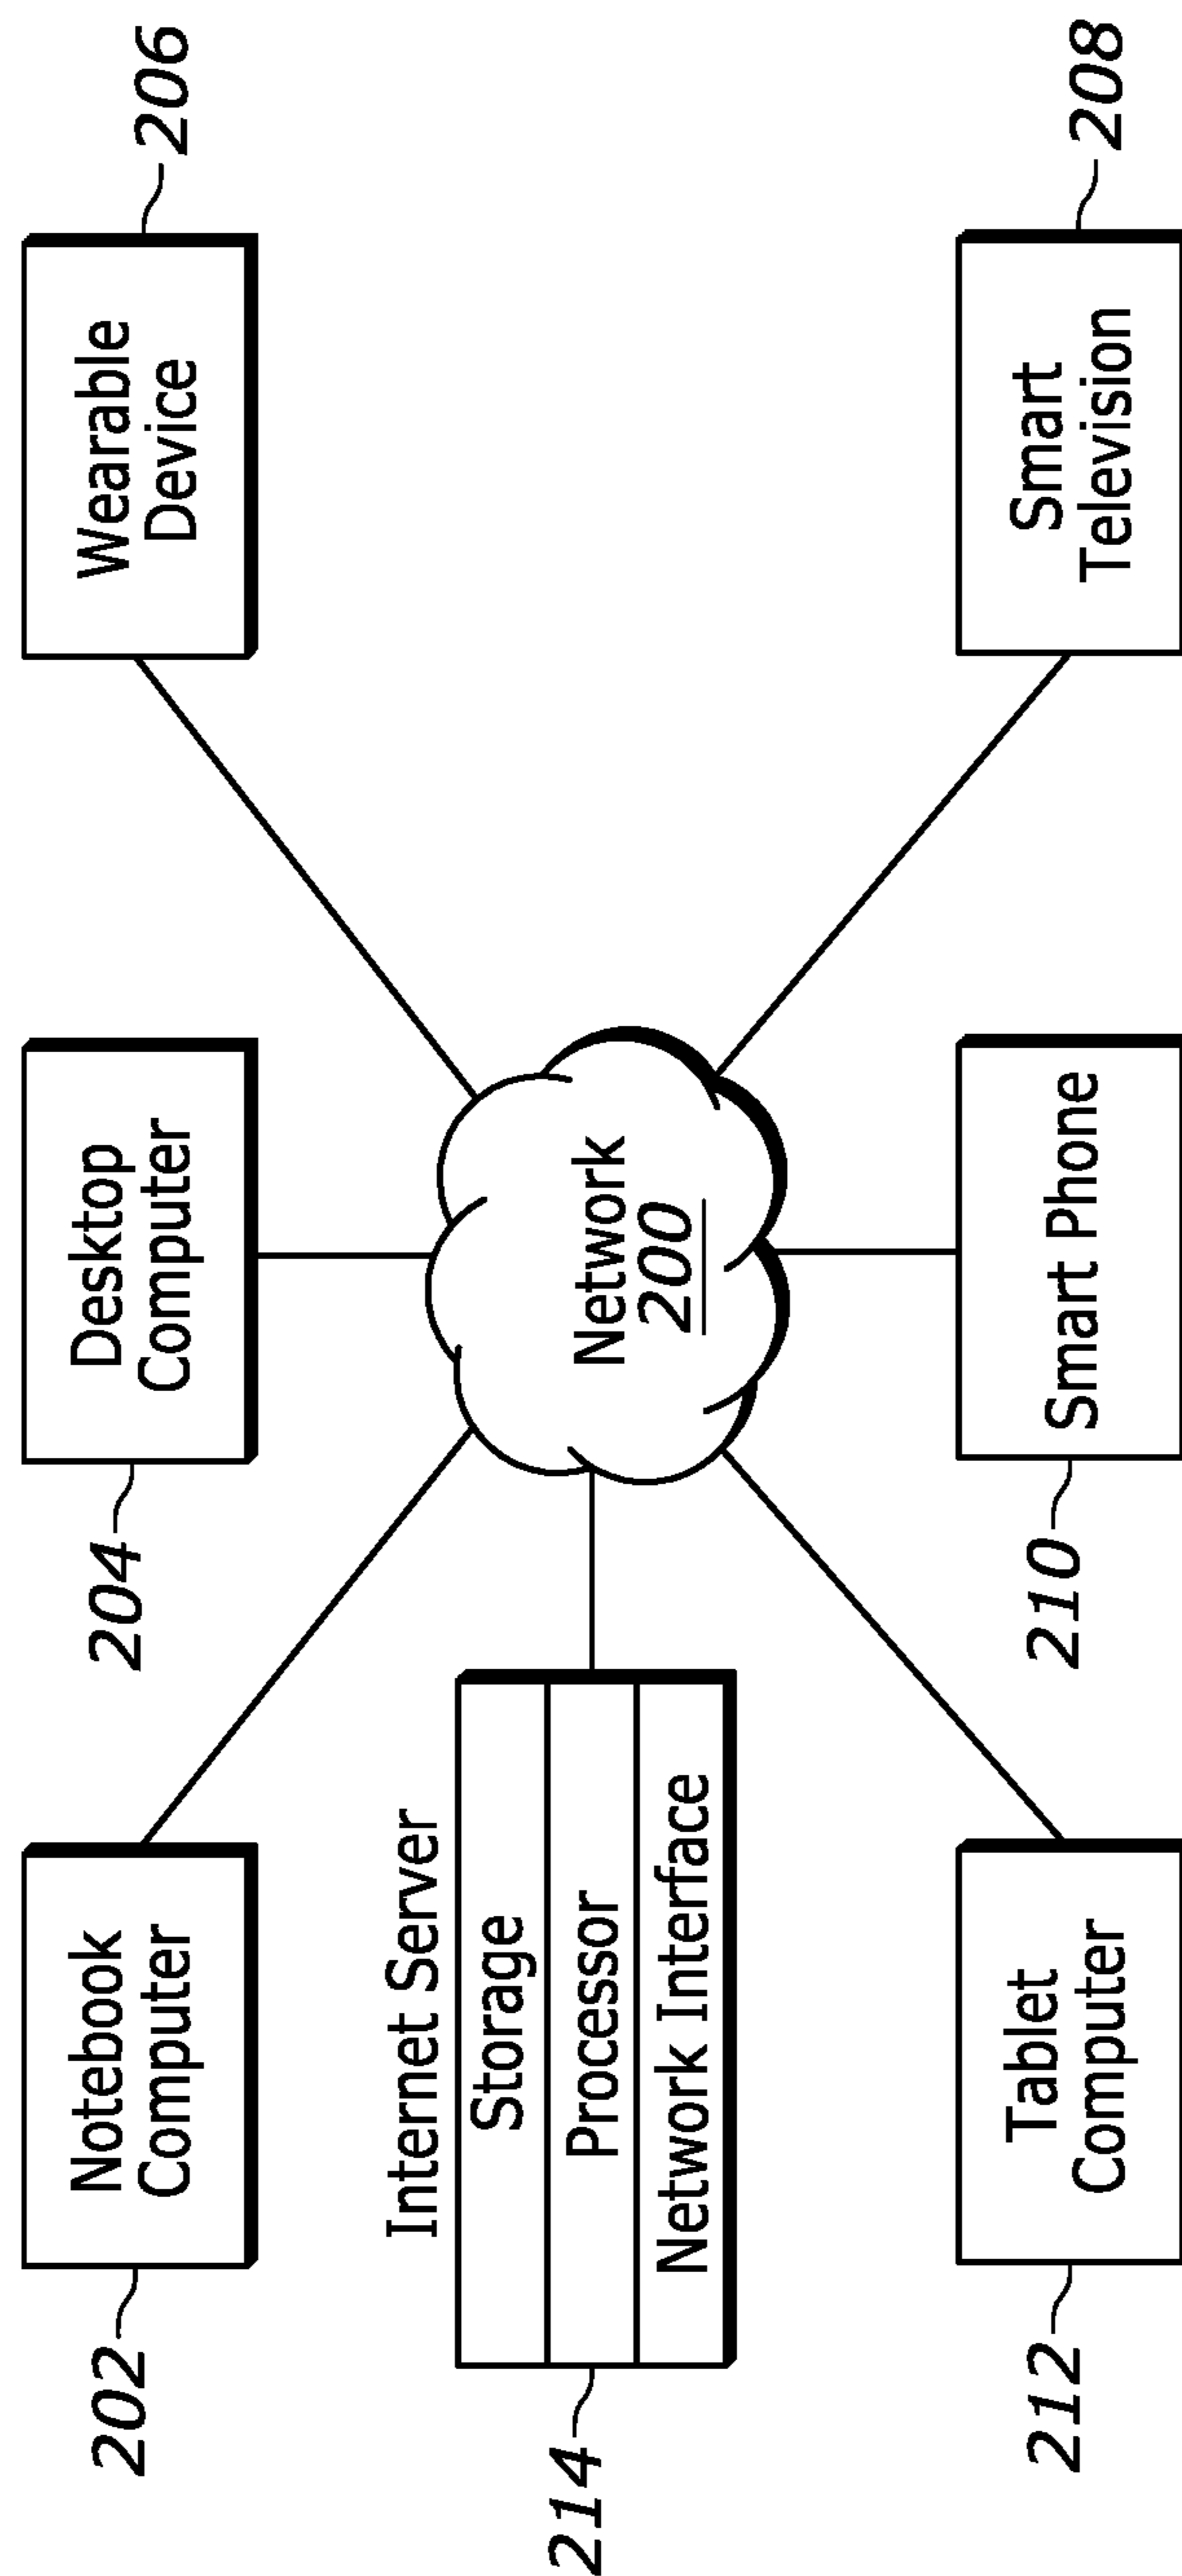 202
Notebook
Computer
204
Desktop
Computer
Wearable
Device
206
Internet Server
214
Storage
Processor
Network Interface
Network
200
212
Tablet
Computer
210
Smart Phone
Smart
Television
208